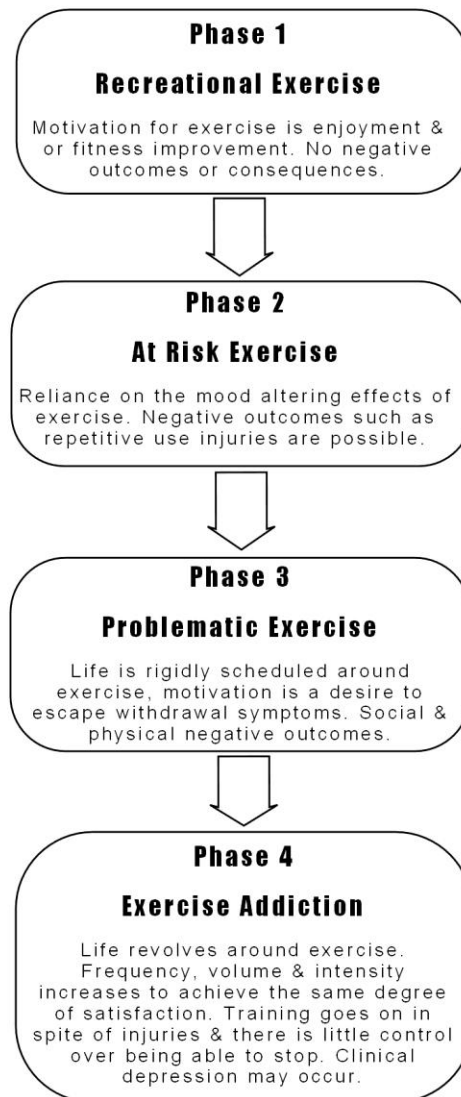 Phase 1
Recreational Exercise
Motivation for exercise is enjoyment &
or fitness improvement. No negative
outcomes or consequences.
Phase 2
At Risk Exercise
Reliance on the mood altering effects of
exercise. Negative outcomes such as
repetitive use injuries are possible.
Phase 3
Problematic Exercise
Life is rigidly scheduled around
exercise, motivation is a desire to
escape withdrawal symptoms. Social &
physical negative outcomes.
Phase 4
Exercise Addiction
Life revolves around exercise.
Frequency, volume & intensity
increases to achieve the same degree
of satisfaction. Training goes on in
spite of injuries & there is little control
over being able to stop. Clinical
depression may occur.